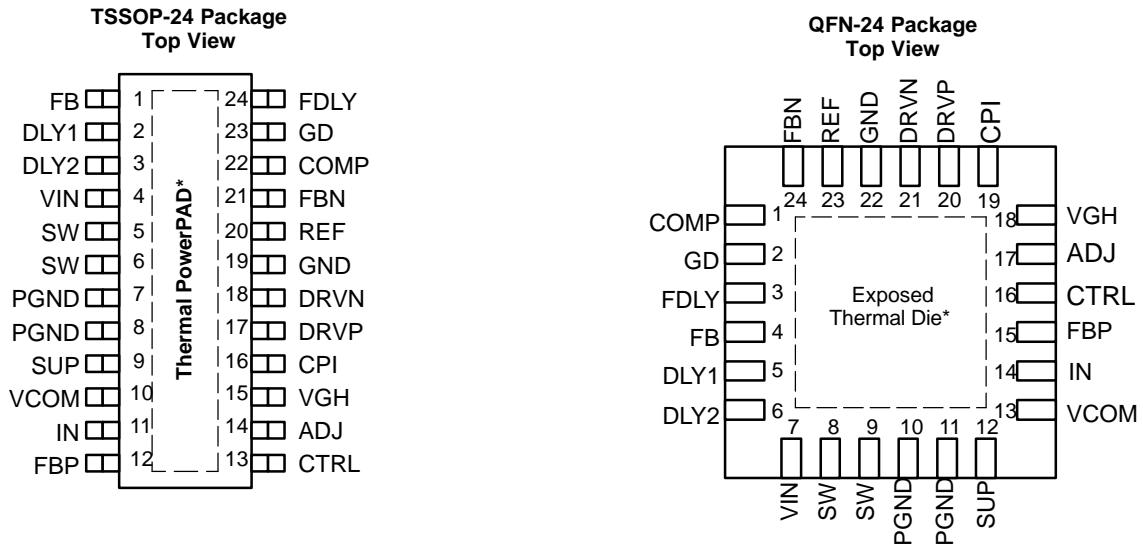 TSSOP-24 Package
Top View
FB 1 24 FDLY
DLY1 2 23 GD
DLY2 3 22 COMP
VIN 4 21 FBN
SW 5 20 REF
SW 6 19 GND
PGND 7 18 DRVN
PGND 8 17 DRVP
SUP 9 16 CPI
VCOM 10 15 VGH
IN 11 14 ADJ
FBP 12 13 CTRL
Thermal PowerPAD*
QFN-24 Package
Top View
FBN REF GND DRVN DRVP CPI
24 23 22 21 20 19
COMP 1 18 VGH
GD 2 17 ADJ
FDLY 3 16 CTRL
FB 4 15 FBP
DLY1 5 14 IN
DLY2 6 13 VCOM
Exposed
Thermal Die*
7 8 9 10 11 12
VIN SW SW PGND PGND SUP